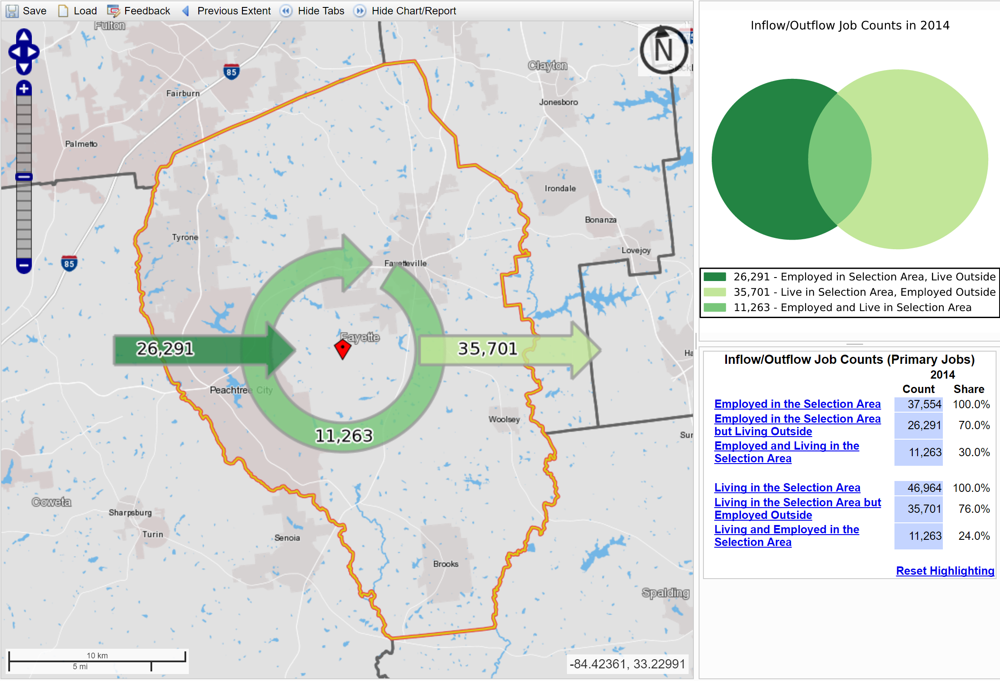 Save Load Feedback Previous Extent Hide Tabs Hide Chart/Report
Fulton
N
Clayton
85
Fairburn
Jonesboro
Palmetto
Irondale
Bonanza
Tyrone
Lovejoy
85
Fayetteville
Fayette
26,291
35,701
Peachtree City
Woolsey
11,263
Coweta
Sharpsburg
Turin
Senoia
Brooks
Spalding
10 km
5 mi
-84.42361, 33.22991
Inflow/Outflow Job Counts in 2014
26,291 - Employed in Selection Area, Live Outside
35,701 - Live in Selection Area, Employed Outside
11,263 - Employed and Live in Selection Area
Inflow/Outflow Job Counts (Primary Jobs)
2014
Count Share
Employed in the Selection Area 37,554 100.0%
Employed in the Selection Area
but Living Outside 26,291 70.0%
Employed and Living in the
Selection Area 11,263 30.0%
Living in the Selection Area 46,964 100.0%
Living in the Selection Area but
Employed Outside 35,701 76.0%
Living and Employed in the
Selection Area 11,263 24.0%
Reset Highlighting